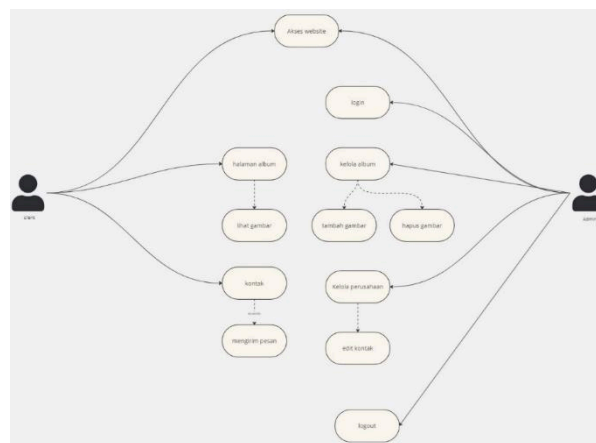 Akses website
login
halaman album
kelola album
lihat gambar
tambah gambar
hapus gambar
kontak
Kelola perusahaan
mengirim pesan
edit kontak
logout